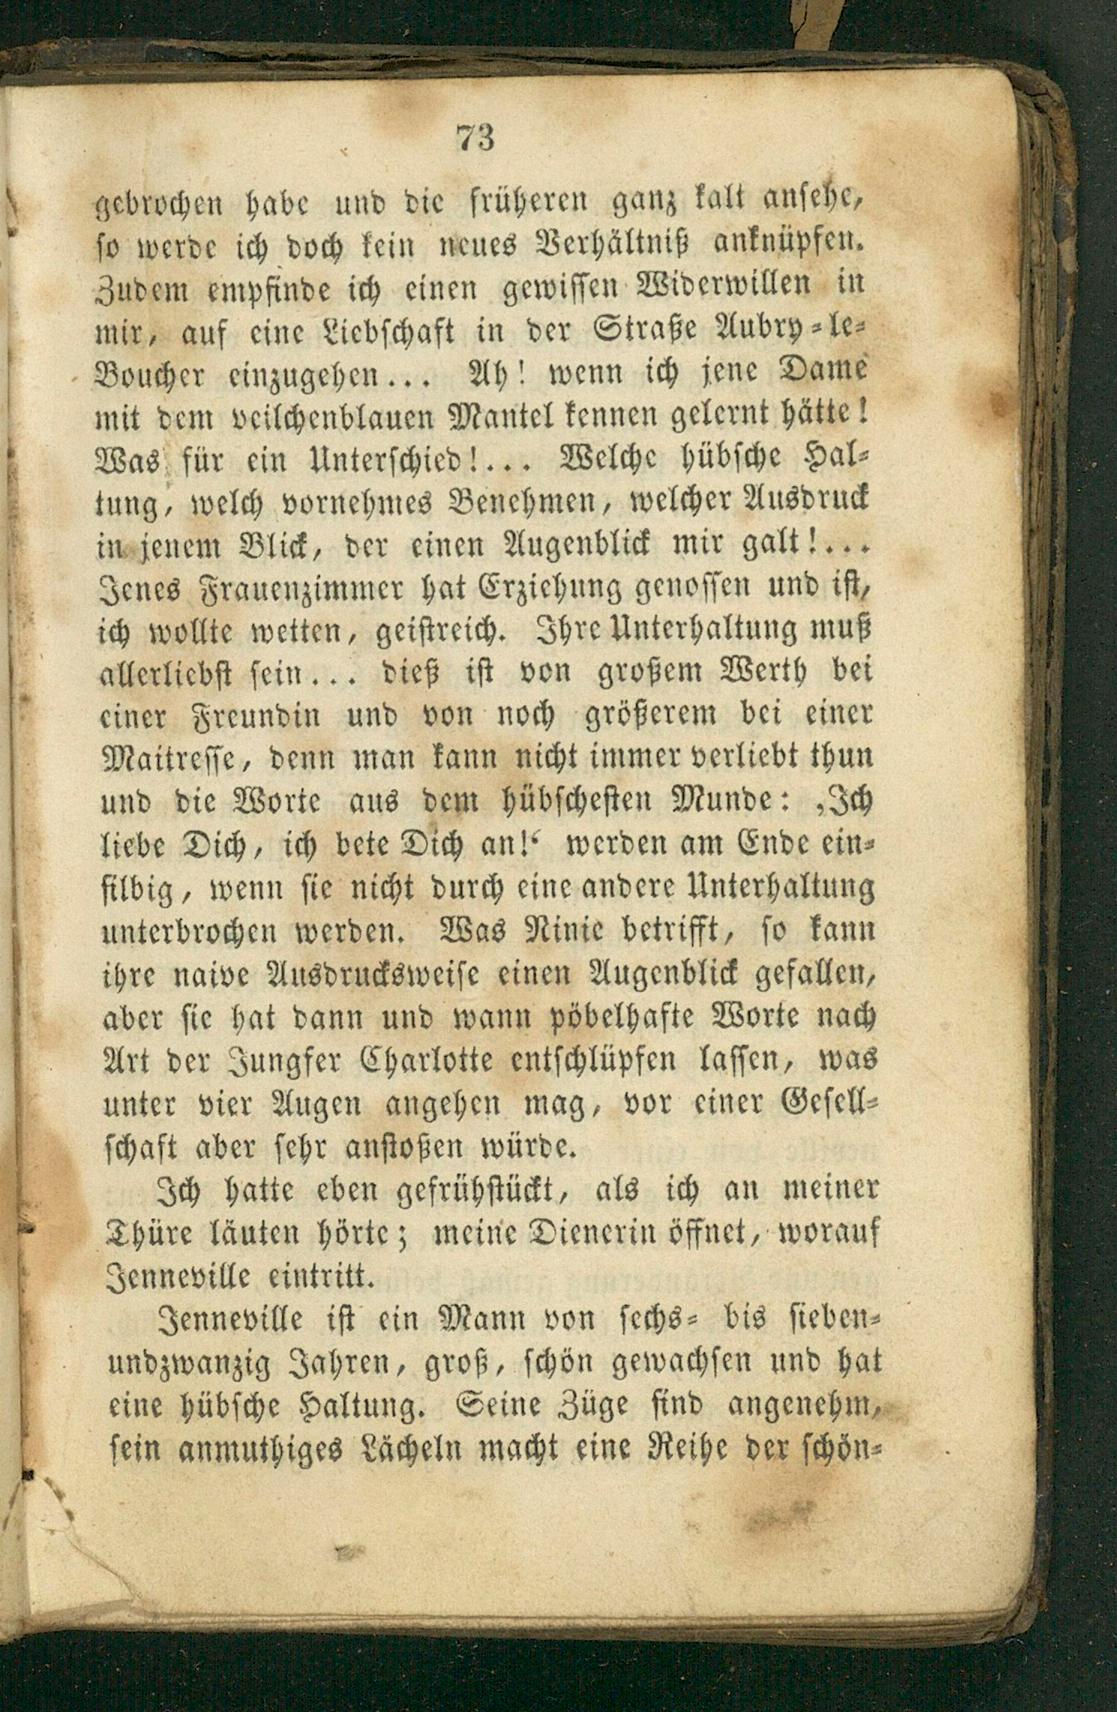 73
gebrochen habe und die früheren ganz kalt ansehe,
so werde ich doch kein neues Verhältniß anknüpfen.
Zudem empfinde ich einen gewissen Widerwillen in
mir, auf eine Liebschaft in der Straße Aubry-le-
Boucher einzugehen... Ah! wenn ich jene Dame
mit dem veilchenblauen Mantel kennen gelernt hätte!
Was für ein Unterschied!... Welche hübsche Hal-
tung, welch vornehmes Benehmen, welcher Ausdruck
in jenem Blick, der einen Augenblick mir galt!...
Jenes Frauenzimmer hat Erziehung genossen und ist,
ich wollte wetten, geistreich. Ihre Unterhaltung muß
allerliebst sein... dieß ist von großem Werth bei
einer Freundin und von noch größerem bei einer
Maitresse, denn man kann nicht immer verliebt thun
und die Worte aus dem hübschesten Munde: ‚Ich
liebe Dich, ich bete Dich an!‘ werden am Ende ein-
silbig, wenn sie nicht durch eine andere Unterhaltung
unterbrochen werden. Was Ninie betrifft, so kann
ihre naive Ausdrucksweise einen Augenblick gefallen,
aber sie hat dann und wann pöbelhafte Worte nach
Art der Jungfer Charlotte entschlüpfen lassen, was
unter vier Augen angehen mag, vor einer Gesell-
schaft aber sehr anstoßen würde.
Ich hatte eben gefrühstückt, als ich an meiner
Thüre läuten hörte; meine Dienerin öffnet, worauf
Jenneville eintritt.
Jenneville ist ein Mann von sechs- bis sieben-
undzwanzig Jahren, groß, schön gewachsen und hat
eine hübsche Haltung. Seine Züge sind angenehm,
sein anmuthiges Lächeln macht eine Reihe der schön-